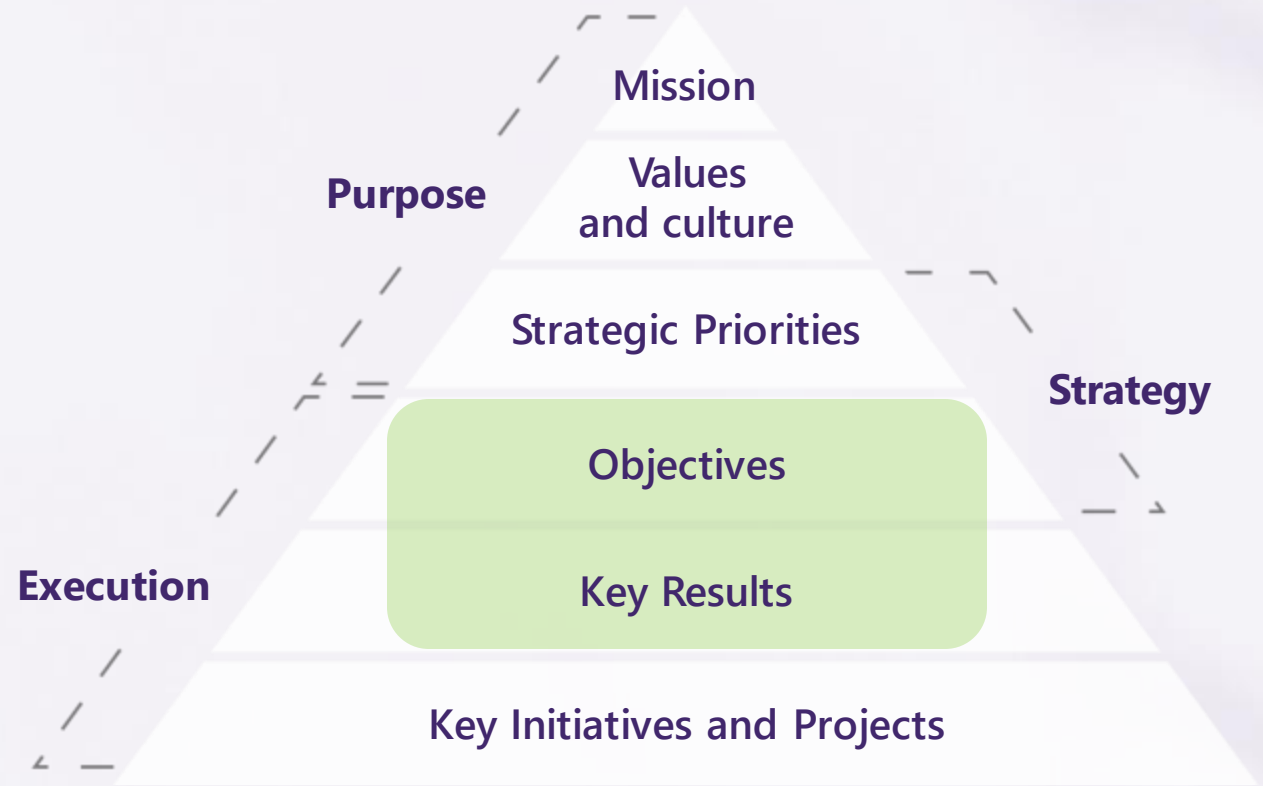 Mission
Values
and culture
Purpose
Strategic Priorities
Strategy
Objectives
Execution
Key Results
Key Initiatives and Projects